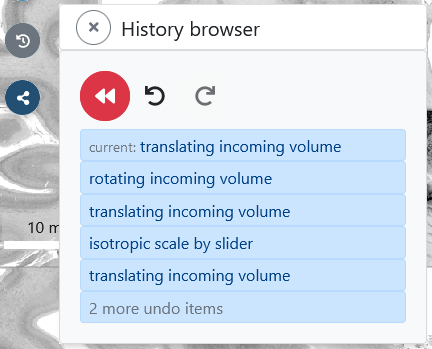 History browser
current: translating incoming volume
rotating incoming volume
translating incoming volume
isotropic scale by slider
translating incoming volume
2 more undo items
10